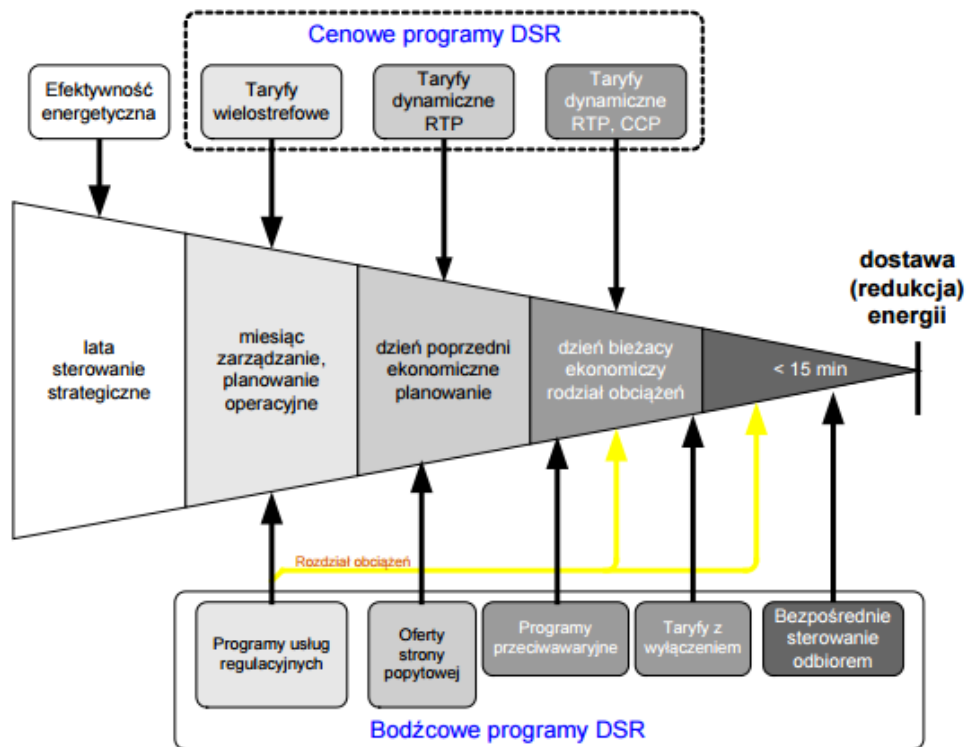 Cenowe programy DSR
Efektywność
energetyczna
Taryfy
wielostrefowe
Taryfy
dynamiczne
RTP
Taryfy
dynamiczne
RTP, CCP
dostawa
(redukcja)
energii
lata
sterowanie
strategiczne
miesiąc
zarządzanie,
planowanie
operacyjne
dzień poprzedni
ekonomiczne
planowanie
dzień bieżacy
ekonomiczy
rodział obciążeń
< 15 min
Rozdział obciążeń
Programy usług
regulacyjnych
Oferty
strony
popytowej
Programy
przeciwawaryjne
Taryfy z
wyłączeniem
Bezpośrednie
sterowanie
odbiorem
Bodźcowe programy DSR